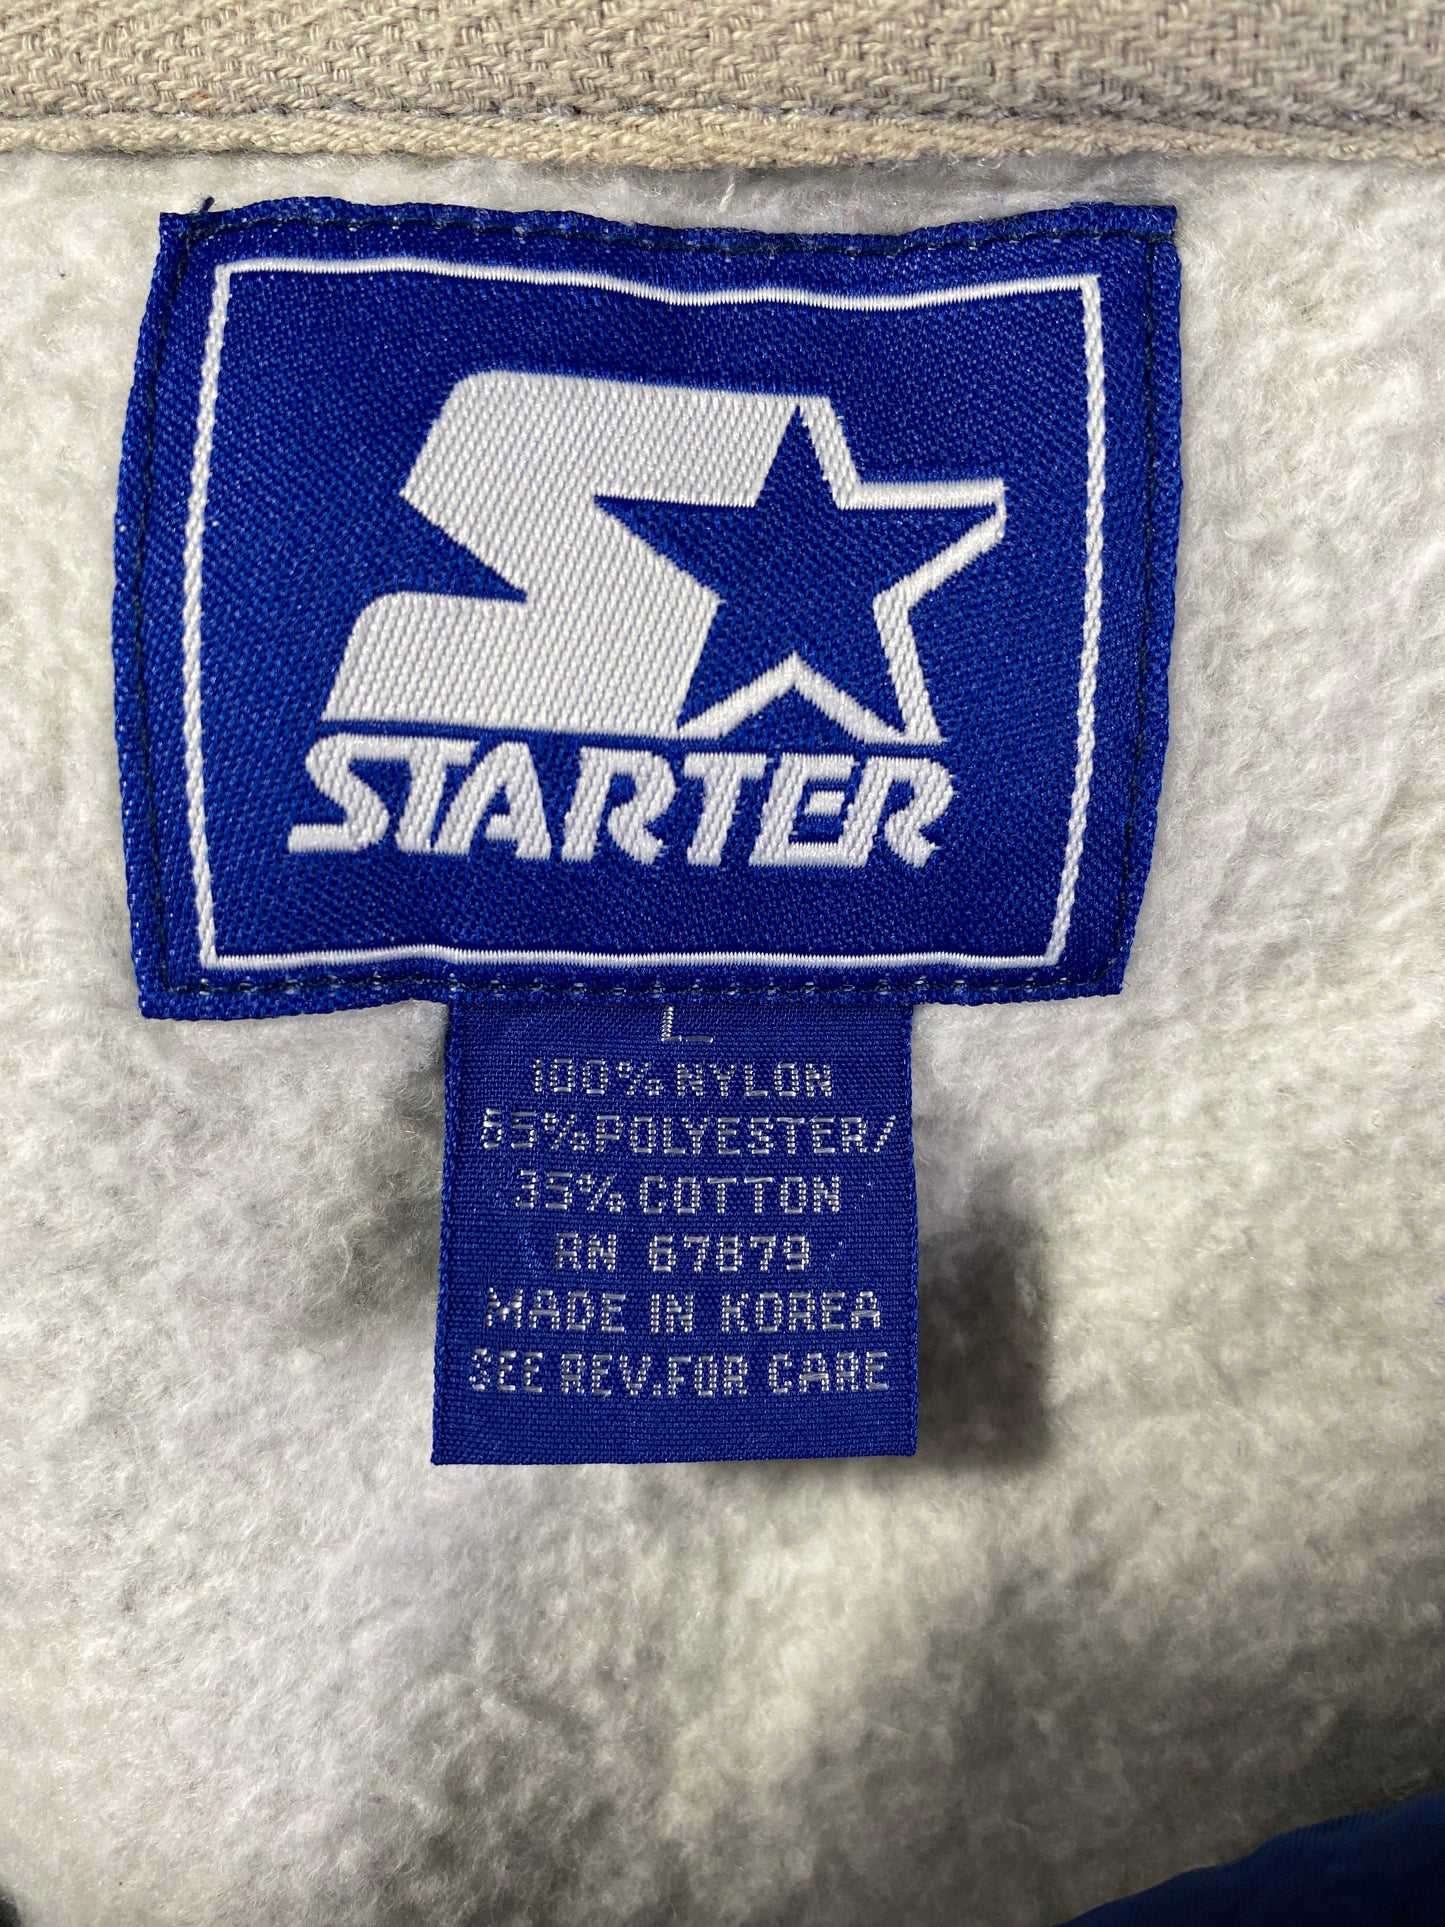 STARTER
L
100% NYLON
65% POLYESTER/
35% COTTON
RN 67879
MADE IN KOREA
SEE REV.FOR CARE